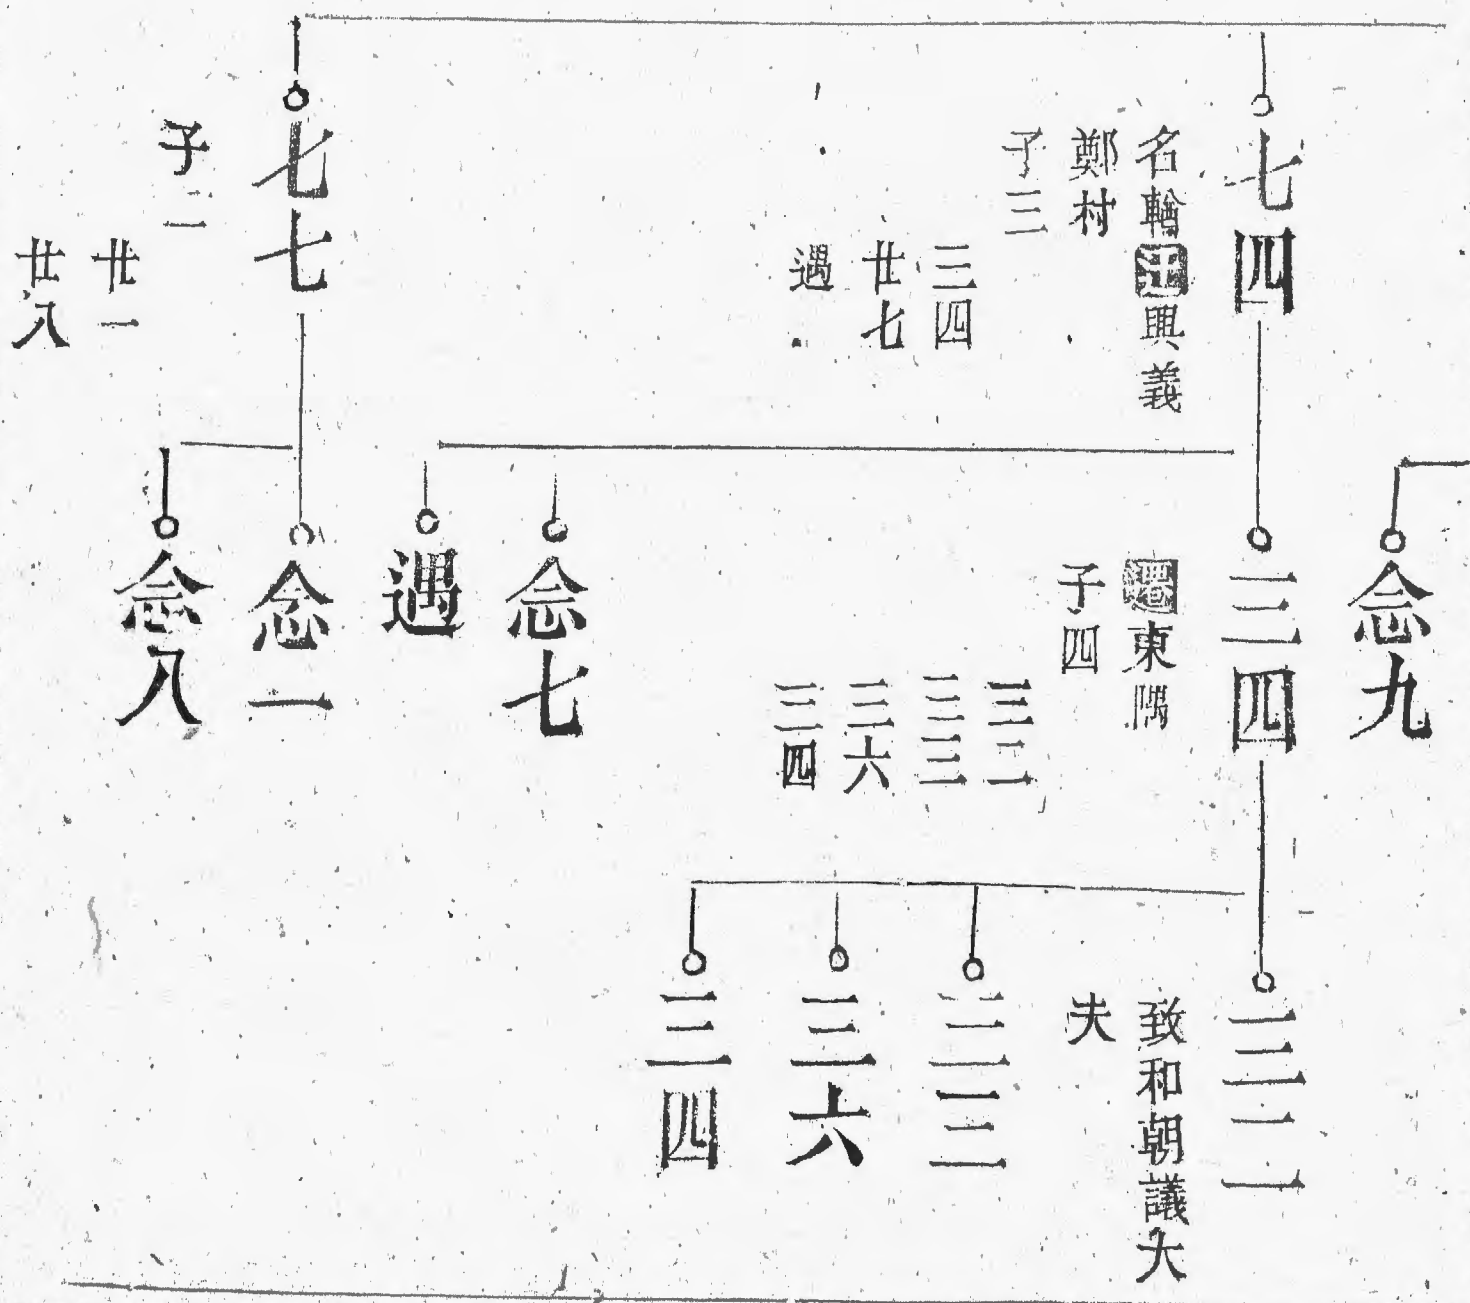 七四
名輪王興義
鄭村
子三
三四
廿七
遇
七七
子二
廿一
廿八
念九
三四
遷東隅
子四
三二
三三
三六
三四
念七
遇
念一
念八
三二
致和朝議大
夫
三三
三六
三四